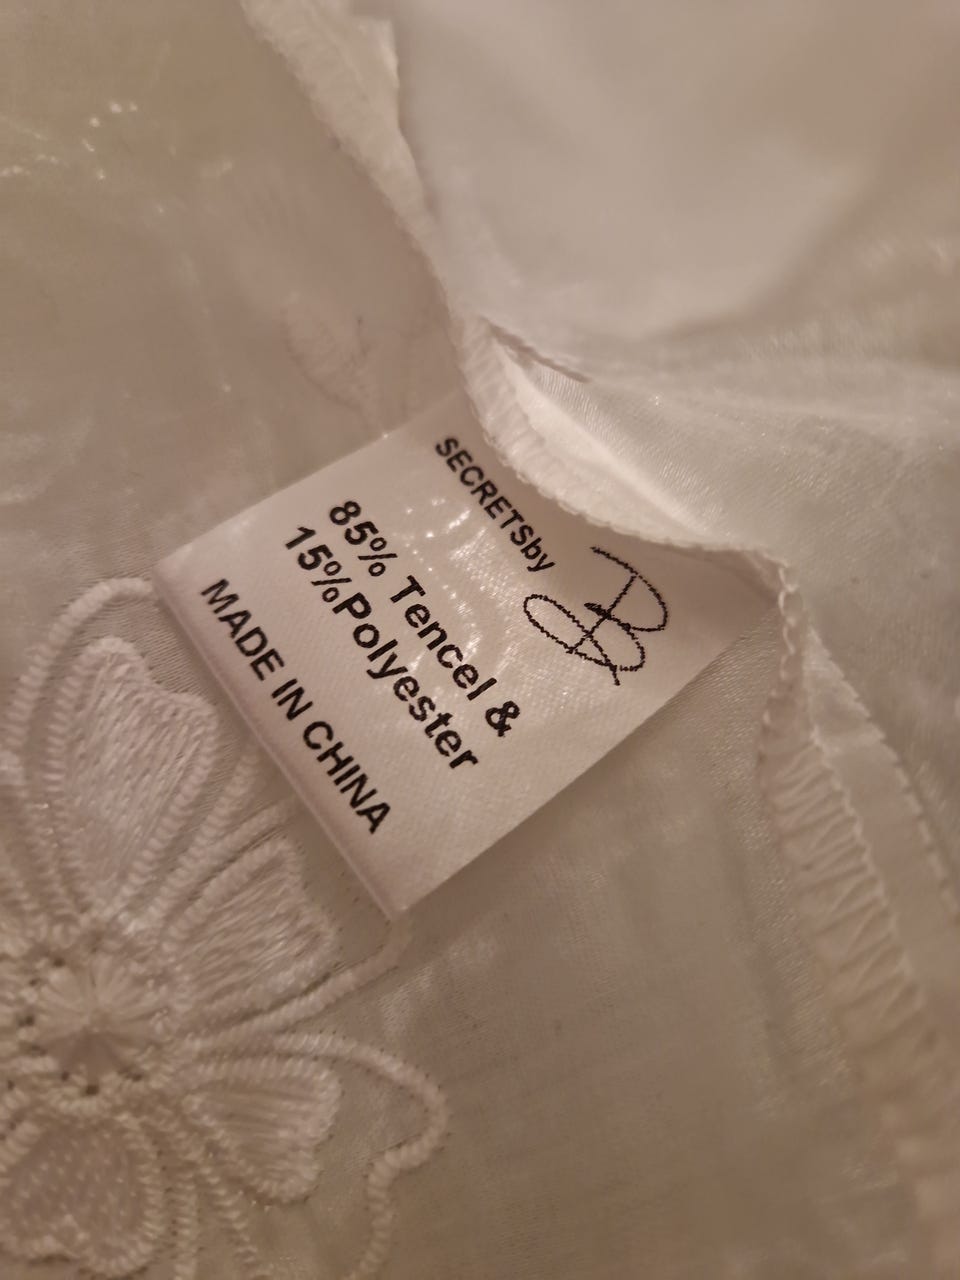 SECRETSby B
85% Tencel &
15%Polyester
MADE IN CHINA